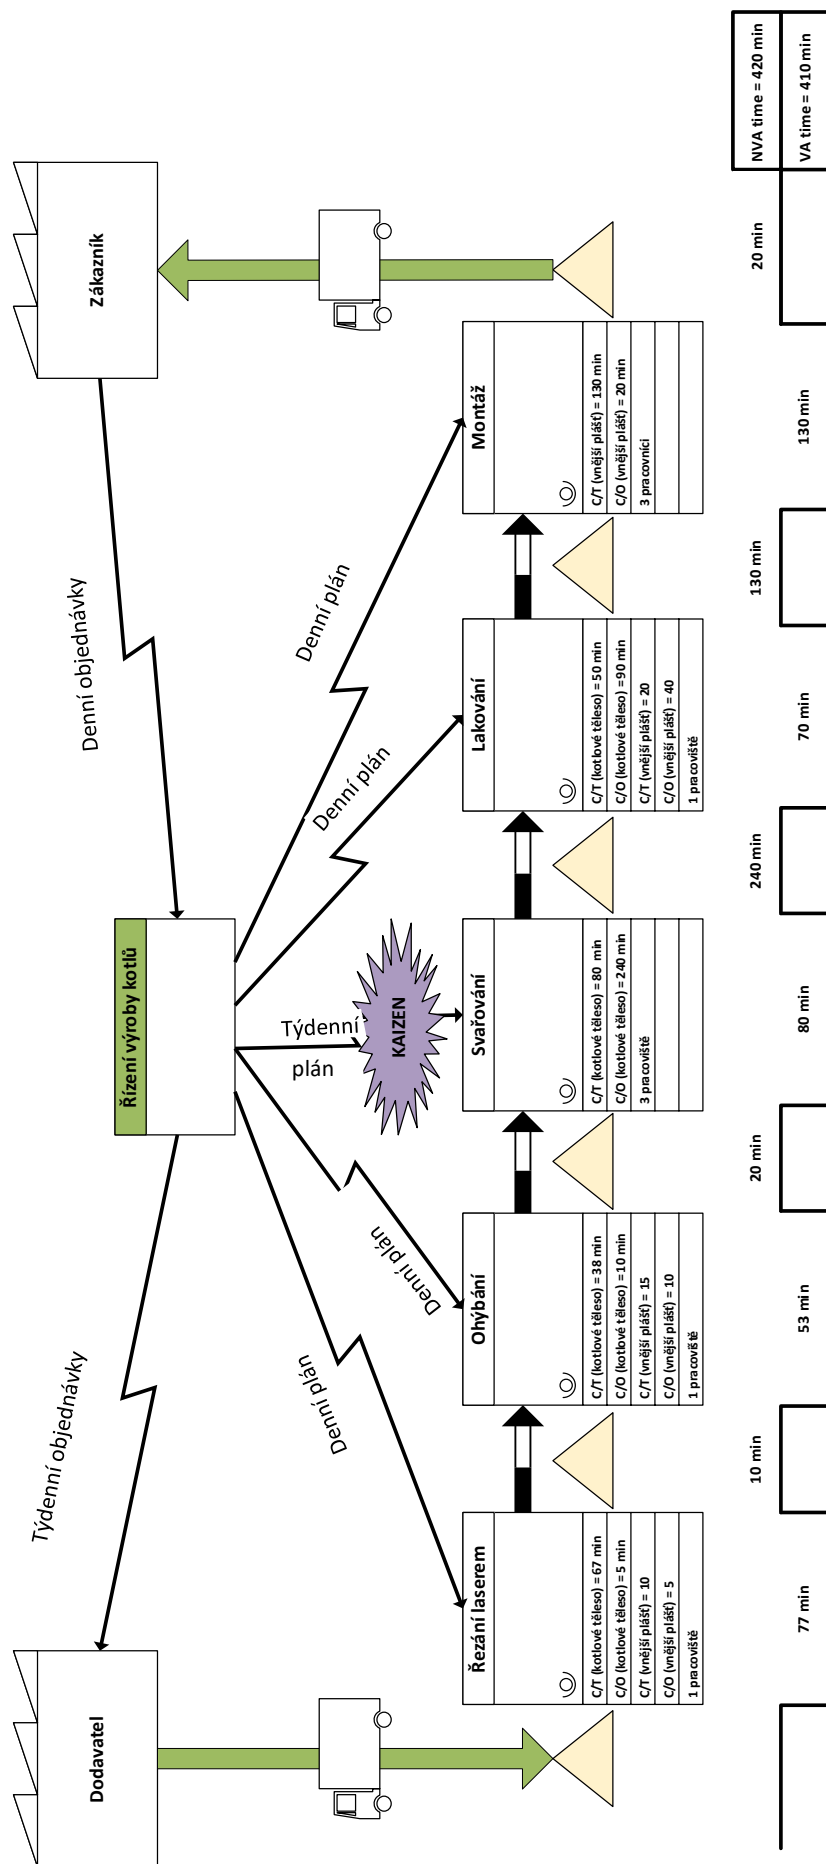 Dodavatel
Týdenní objednávky
Řízení výroby kotlů
Denní objednávky
Zákazník
Denní plán
Denní plán
Týdenní
plán
KAIZEN
Denní plán
Denní plán
Řezání laserem
C/T (kotlové těleso) = 67 min
C/O (kotlové těleso) = 5 min
C/T (vnější plášť) = 10
C/O (vnější plášť) = 5
1 pracoviště
Ohýbání
C/T (kotlové těleso) = 38 min
C/O (kotlové těleso) = 10 min
C/T (vnější plášť) = 15
C/O (vnější plášť) = 10
1 pracoviště
Svařování
C/T (kotlové těleso) = 80 min
C/O (kotlové těleso) = 240 min
3 pracoviště
Lakování
C/T (kotlové těleso) = 50 min
C/O (kotlové těleso) = 90 min
C/T (vnější plášť) = 20
C/O (vnější plášť) = 40
1 pracoviště
Montáž
C/T (vnější plášť) = 130 min
C/O (vnější plášť) = 20 min
3 pracovníci
10 min
20 min
240 min
130 min
20 min
NVA time = 420 min
77 min
53 min
80 min
70 min
130 min
VA time = 410 min